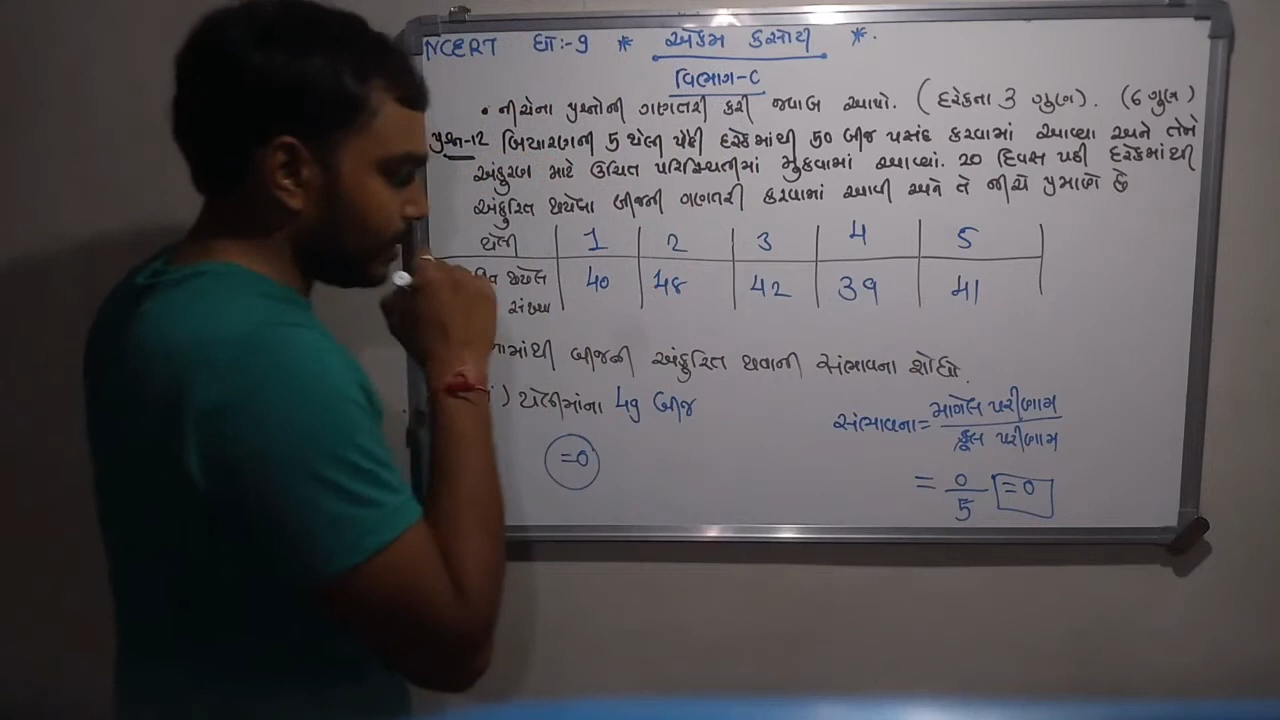 NCERT ધો:-9 * એકમ કસોટી *.
વિભાગ-C
• નીચેના પ્રશ્નોની ગણતરી કરી જવાબ આપો. (દરેકના 3 ગુણ). (6 ગુણ)
પ્રશ્ન-12 બિયારણની 5 થેલી પૈકી દરેકમાંથી 50 બીજ પસંદ કરવામાં આવ્યા અને તેને
અંકુરણ માટે ઉચિત પરિસ્થિતીમાં મુકવામાં આવ્યાં. 20 દિવસ પછી દરેકમાંથી
અંકુરિત થયેલા બીજની ગણતરી કરવામાં આવી અને તે નીચે પ્રમાણે છે
થેલી 1 2 3 4 5
થયેલ 40 48 42 39 41
સંખ્યા
બીજની અંકુરિત થવાની સંભાવના શોધો.
) થેલીમાંના 49 બીજ
=0
સંભાવના= માગેલ પરીણામ
કુલ પરીણામ
= 0/5 =0